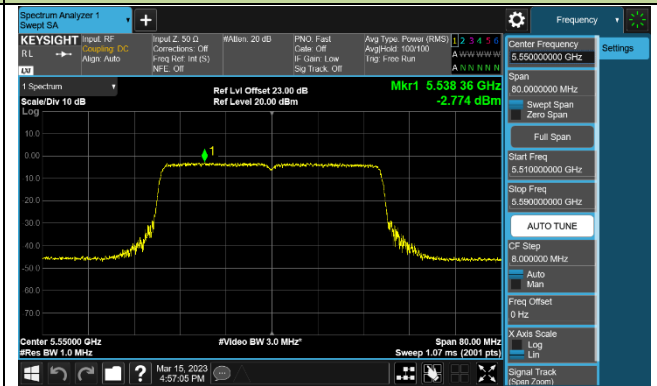 Spectrum Analyzer 1
Swept SA
+
Frequency
KEYSIGHT
Input: RF
Input Z: 50 Ω
#Atten: 20 dB
PNO: Fast
Avg Type: Power (RMS)
1 2 3 4 5 6
RL
Coupling: DC
Corrections: Off
Gate: Off
Avg|Hold: 100/100
A W W W W W
Align: Auto
Freq Ref: Int (S)
IF Gain: Low
Trig: Free Run
LXI
NFE: Off
Sig Track: Off
A N N N N N
1 Spectrum
Scale/Div 10 dB
Ref Lvl Offset 23.00 dB
Ref Level 20.00 dBm
Mkr1 5.538 36 GHz
-2.774 dBm
Log
10.0
0.00
1
-10.0
-20.0
-30.0
-40.0
-50.0
-60.0
-70.0
Center 5.55000 GHz
#Video BW 3.0 MHz*
Span 80.00 MHz
#Res BW 1.0 MHz
Sweep 1.07 ms (2001 pts)
?
Mar 15, 2023
4:57:05 PM
Settings
Center Frequency
5.550000000 GHz
Span
80.0000000 MHz
Swept Span
Zero Span
Full Span
Start Freq
5.510000000 GHz
Stop Freq
5.590000000 GHz
AUTO TUNE
CF Step
8.000000 MHz
Auto
Man
Freq Offset
0 Hz
X Axis Scale
Log
Lin
Signal Track
(Span Zoom)